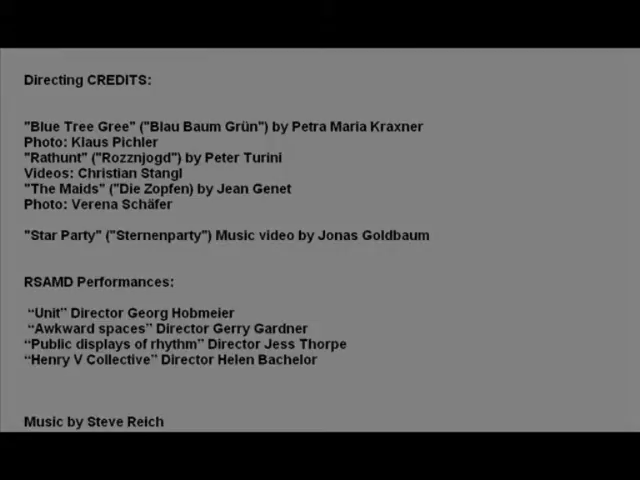 Directing CREDITS:
"Blue Tree Gree" ("Blau Baum Grün") by Petra Maria Kraxner
Photo: Klaus Pichler
"Rathunt" ("Rozznjogd") by Peter Turini
Videos: Christian Stangl
"The Maids" ("Die Zopfen) by Jean Genet
Photo: Verena Schäfer
"Star Party" ("Sternenparty") Music video by Jonas Goldbaum
RSAMD Performances:
“Unit” Director Georg Hobmeier
“Awkward spaces” Director Gerry Gardner
“Public displays of rhythm” Director Jess Thorpe
“Henry V Collective” Director Helen Bachelor
Music by Steve Reich